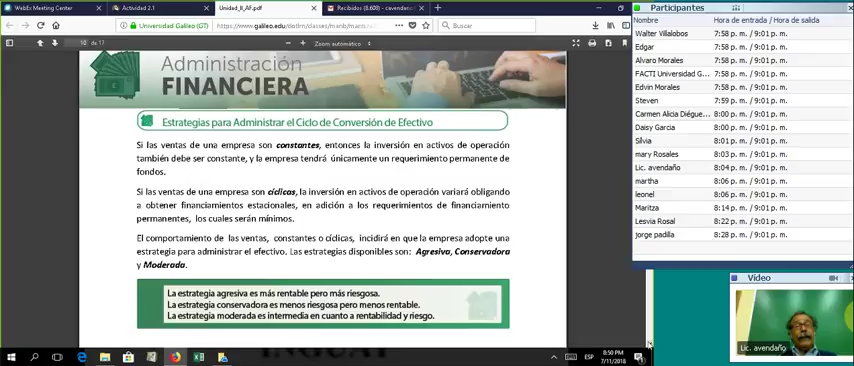 WebEx Meeting Center
Actividad 2.1
Unidad_II_AF.pdf
Recibidos (8,608) - cavendano
Universidad Galileo (GT)
https://www.galileo.edu/dotlrn/classes/manb/
Buscar
10 de 17
Zoom automático
Administración
FINANCIERA
Estrategias para Administrar el Ciclo de Conversión de Efectivo
Si las ventas de una empresa son constantes, entonces la inversión en activos de operación
también debe ser constante, y la empresa tendrá únicamente un requerimiento permanente de
fondos.
Si las ventas de una empresa son cíclicas, la inversión en activos de operación variará obligando
a obtener financiamientos estacionales, en adición a los requerimientos de financiamiento
permanentes, los cuales serán mínimos.
El comportamiento de las ventas, constantes o cíclicas, incidirá en que la empresa adopte una
estrategia para administrar el efectivo. Las estrategias disponibles son: Agresiva, Conservadora
y Moderada.
La estrategia agresiva es más rentable pero más riesgosa.
La estrategia conservadora es menos riesgosa pero menos rentable.
La estrategia moderada es intermedia en cuanto a rentabilidad y riesgo.
ESP
8:50 PM
7/11/2018
Participantes
Nombre Hora de entrada / Hora de salida
Walter Villalobos 7:58 p. m. / 9:01 p. m.
Edgar 7:58 p. m. / 9:01 p. m.
Alvaro Morales 7:58 p. m. / 9:01 p. m.
FACTI Universidad G... 7:58 p. m. / 9:01 p. m.
Edvin Morales 7:58 p. m. / 9:01 p. m.
Steven 7:59 p. m. / 9:01 p. m.
Carmen Alicia Diégue... 8:00 p. m. / 9:01 p. m.
Daisy Garcia 8:00 p. m. / 9:01 p. m.
Silvia 8:01 p. m. / 9:01 p. m.
mary Rosales 8:03 p. m. / 9:01 p. m.
Lic. avendaño 8:04 p. m. / 9:01 p. m.
martha 8:06 p. m. / 9:01 p. m.
leonel 8:06 p. m. / 9:01 p. m.
Maritza 8:14 p. m. / 9:01 p. m.
Lesvia Rosal 8:22 p. m. / 9:01 p. m.
jorge padilla 8:28 p. m. / 9:01 p. m.
Video
Lic. avendaño